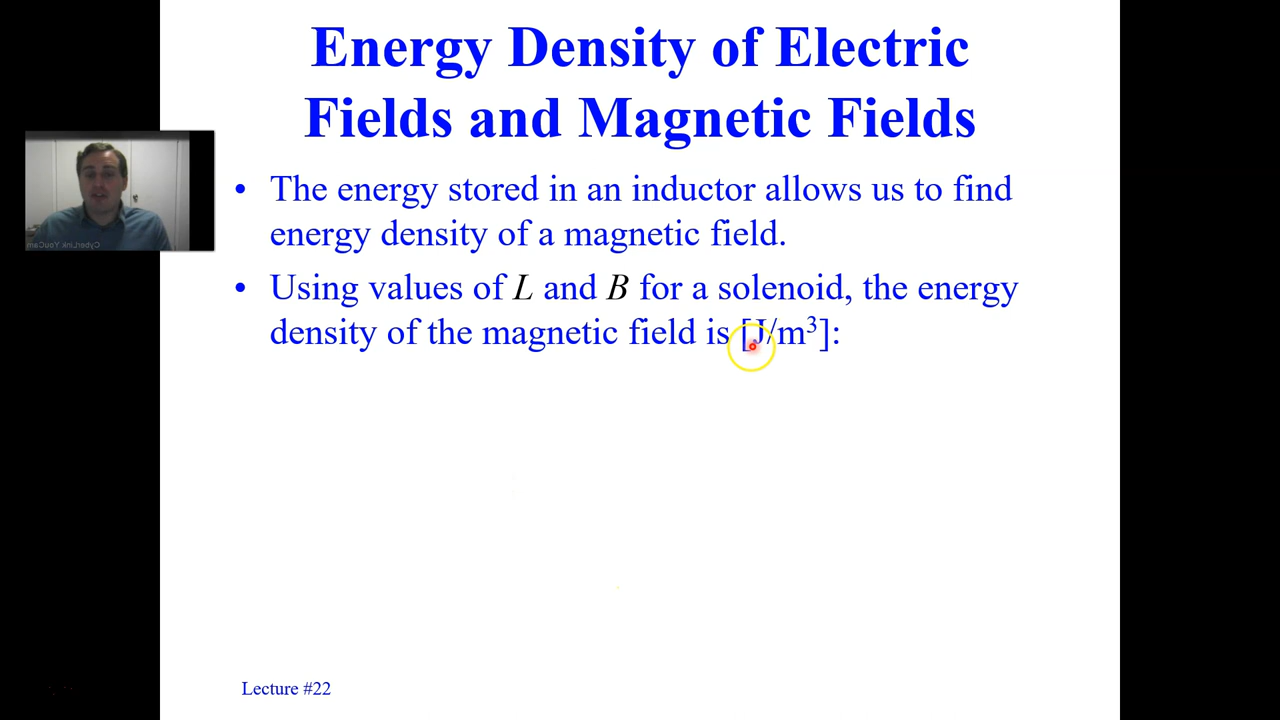 Energy Density of Electric
Fields and Magnetic Fields
• The energy stored in an inductor allows us to find
energy density of a magnetic field.
• Using values of L and B for a solenoid, the energy
density of the magnetic field is [J/m³]:
CyberLink YouCam
Lecture #22